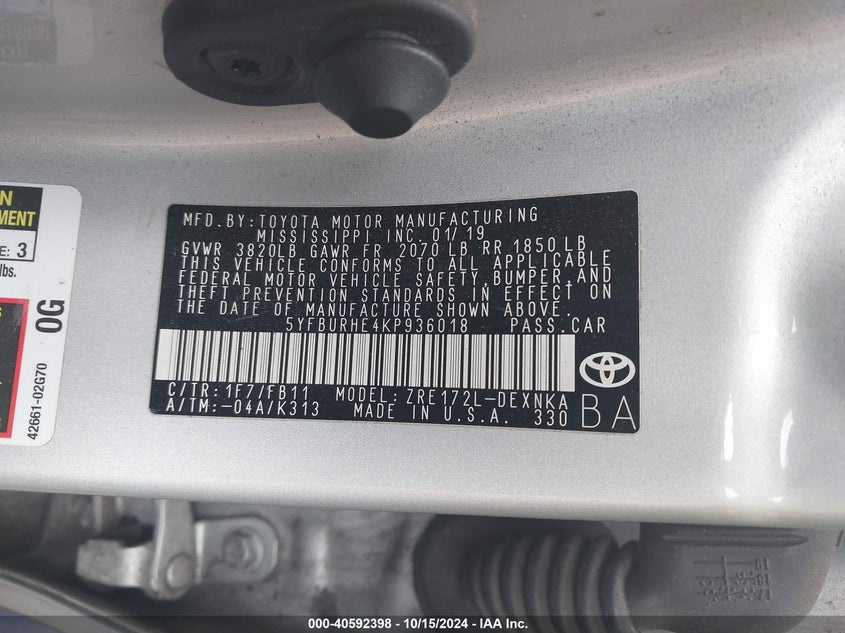 MFD. BY: TOYOTA MOTOR MANUFACTURING
MISSISSIPPI INC. 01/19
GVWR 3820LB GAWR FR 2070 LB RR 1850 LB
THIS VEHICLE CONFORMS TO ALL APPLICABLE
FEDERAL MOTOR VEHICLE SAFETY, BUMPER, AND
THEFT PREVENTION STANDARDS IN EFFECT ON
THE DATE OF MANUFACTURE SHOWN ABOVE.
5YFBURHE4KP936018 PASS.CAR
C/TR: 1F7/FB11 MODEL: ZRE172L-DEXNKA
A/TM: -04A/K313 MADE IN U.S.A. 330
BA
E: 3
lbs.
0G
42661-02G70
000-40592398 - 10/15/2024 - IAA Inc.